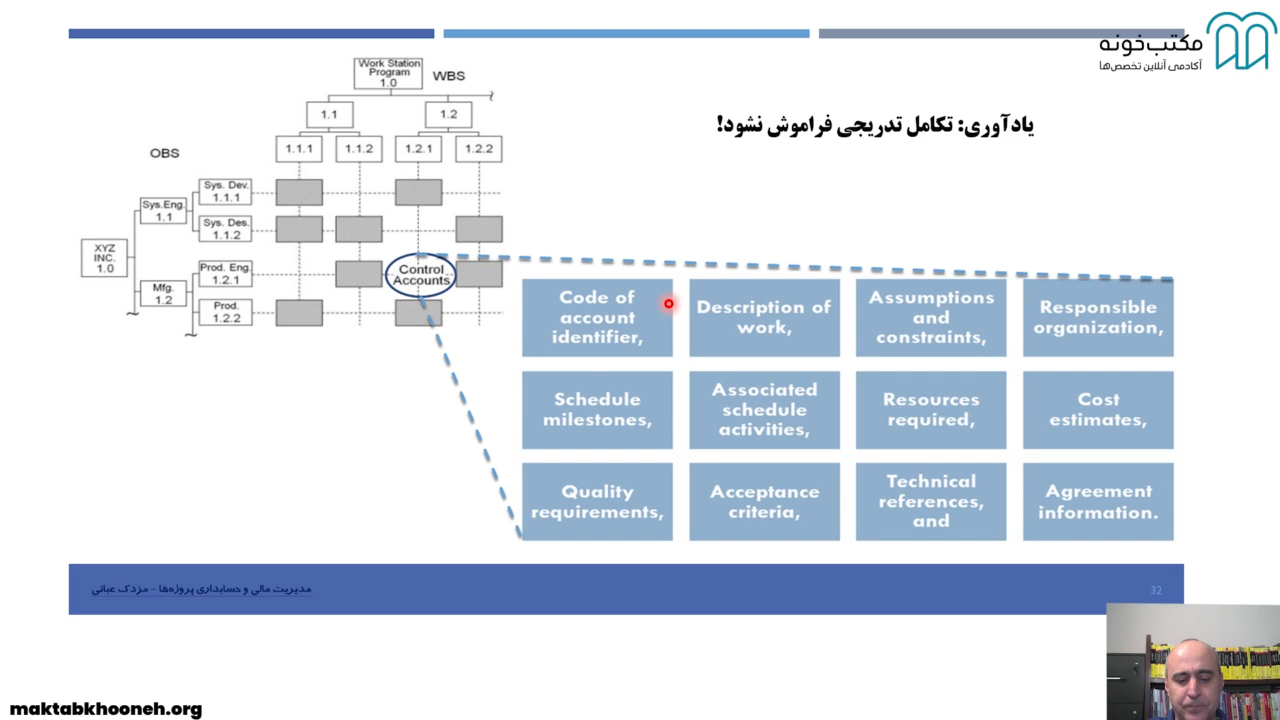 مکتب‌خونه
آکادمی آنلاین تخصص‌ها
Work Station
Program
1.0
WBS
1.1
1.2
1.1.1
1.1.2
1.2.1
1.2.2
یادآوری: تکامل تدریجی فراموش نشود!
OBS
XYZ
INC.
1.0
Sys.Eng.
1.1
Mfg.
1.2
Sys. Dev.
1.1.1
Sys. Des.
1.1.2
Prod. Eng.
1.2.1
Prod.
1.2.2
Control
Accounts
Code of
account
identifier,
Description of
work,
Assumptions
and
constraints,
Responsible
organization,
Schedule
milestones,
Associated
schedule
activities,
Resources
required,
Cost
estimates,
Quality
requirements,
Acceptance
criteria,
Technical
references,
and
Agreement
information.
مدیریت مالی و حسابداری پروژه‌ها - مزدک عبائی
32
maktabkhooneh.org